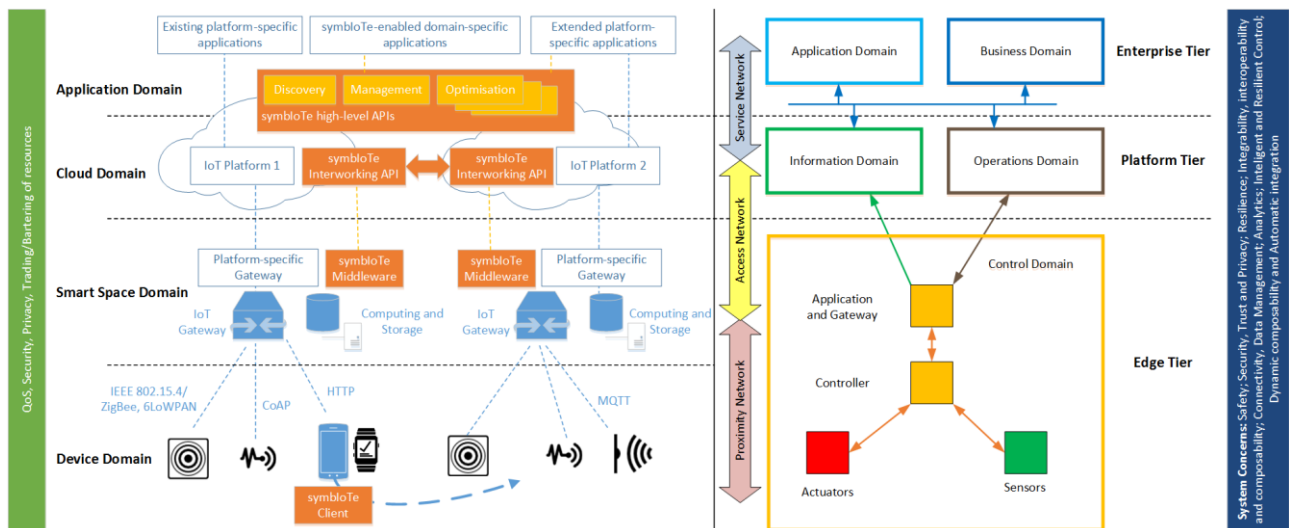 QoS, Security, Privacy, Trading/Bartering of resources
Existing platform-specific
applications
symbIoTe-enabled domain-specific
applications
Extended platform-
specific applications
Application Domain
Discovery
Management
Optimisation
symbIoTe high-level APIs
Cloud Domain
IoT Platform 1
symbIoTe
Interworking API
symbIoTe
Interworking API
IoT Platform 2
Smart Space Domain
Platform-specific
Gateway
symbIoTe
Middleware
symbIoTe
Middleware
Platform-specific
Gateway
IoT
Gateway
Computing and
Storage
IoT
Gateway
Computing and
Storage
IEEE 802.15.4/
ZigBee, 6LoWPAN
CoAP
HTTP
MQTT
Device Domain
symbIoTe
Client
Service Network
Access Network
Proximity Network
Application Domain
Business Domain
Enterprise Tier
Information Domain
Operations Domain
Platform Tier
Control Domain
Application
and Gateway
Controller
Edge Tier
Actuators
Sensors
System Concerns: Safety; Security, Trust and Privacy; Resilience; Integrability, interoperability
and composability; Connectivity, Data Management; Analytics; Inteligent and Resilient Control;
Dynamic composability and Automatic integration